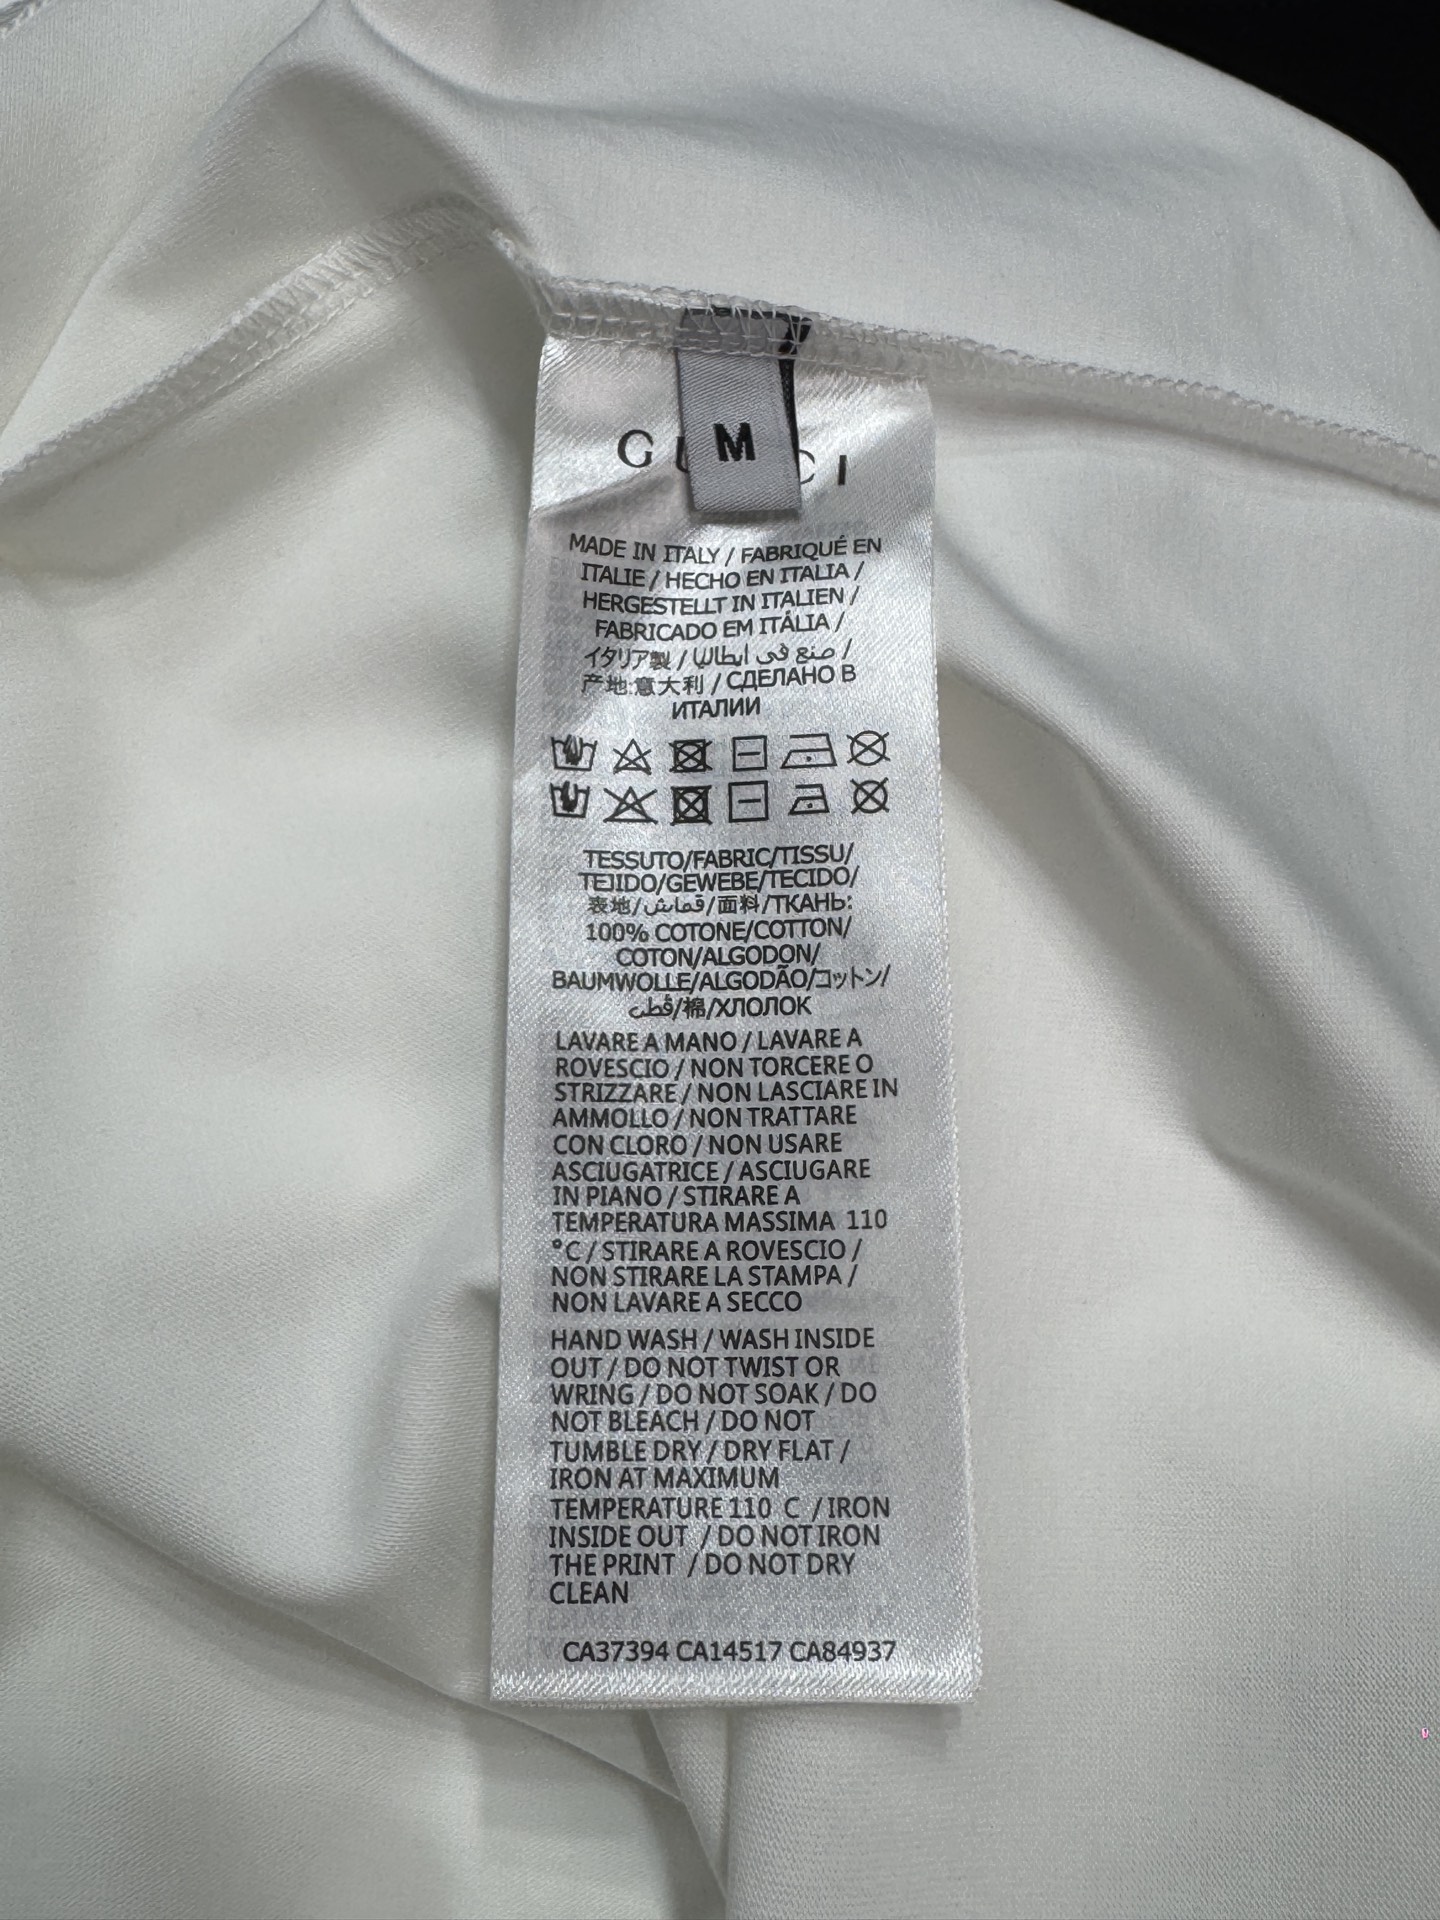 M
GUCCI
MADE IN ITALY / FABRIQUÉ EN
ITALIE / HECHO EN ITALIA /
HERGESTELLT IN ITALIEN /
FABRICADO EM ITÁLIA /
イタリア製 / صنع في ايطاليا /
产地:意大利 / СДЕЛАНО В
ИТАЛИИ
TESSUTO/FABRIC/TISSU/
TEJIDO/GEWEBE/TECIDO/
表地/قماش/面料/ТКАНЬ:
100% COTONE/COTTON/
COTON/ALGODON/
BAUMWOLLE/ALGODÃO/コットン/
قطن/棉/ХЛОПОК
LAVARE A MANO / LAVARE A
ROVESCIO / NON TORCERE O
STRIZZARE / NON LASCIARE IN
AMMOLLO / NON TRATTARE
CON CLORO / NON USARE
ASCIUGATRICE / ASCIUGARE
IN PIANO / STIRARE A
TEMPERATURA MASSIMA 110
°C / STIRARE A ROVESCIO /
NON STIRARE LA STAMPA /
NON LAVARE A SECCO
HAND WASH / WASH INSIDE
OUT / DO NOT TWIST OR
WRING / DO NOT SOAK / DO
NOT BLEACH / DO NOT
TUMBLE DRY / DRY FLAT /
IRON AT MAXIMUM
TEMPERATURE 110 C / IRON
INSIDE OUT / DO NOT IRON
THE PRINT / DO NOT DRY
CLEAN
CA37394 CA14517 CA84937